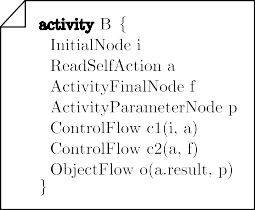 activity B {
InitialNode i
ReadSelfAction a
ActivityFinalNode f
ActivityParameterNode p
ControlFlow c1(i, a)
ControlFlow c2(a, f)
ObjectFlow o(a.result, p)
}